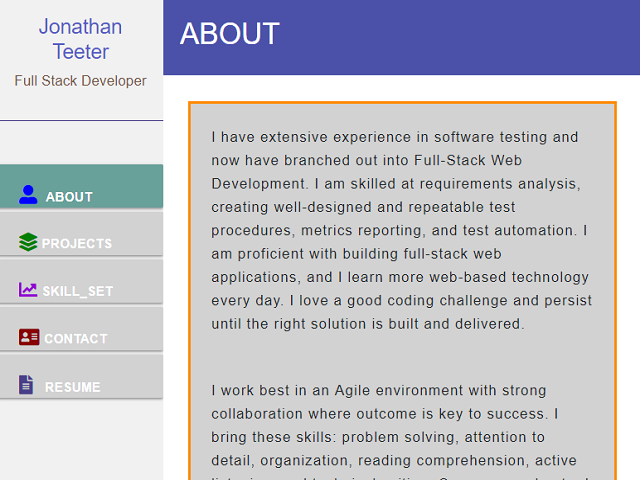 Jonathan
Teeter
Full Stack Developer
ABOUT
PROJECTS
SKILL_SET
CONTACT
RESUME
ABOUT
I have extensive experience in software testing and
now have branched out into Full-Stack Web
Development. I am skilled at requirements analysis,
creating well-designed and repeatable test
procedures, metrics reporting, and test automation. I
am proficient with building full-stack web
applications, and I learn more web-based technology
every day. I love a good coding challenge and persist
until the right solution is built and delivered.
I work best in an Agile environment with strong
collaboration where outcome is key to success. I
bring these skills: problem solving, attention to
detail, organization, reading comprehension, active